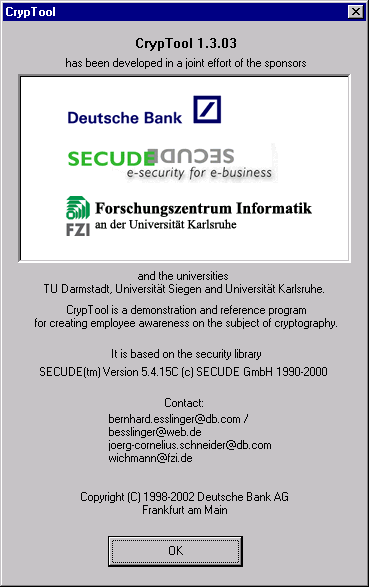 CrypTool
CrypTool 1.3.03
has been developed in a joint effort of the sponsors
Deutsche Bank
SECUDE
e-security for e-business
FZI
Forschungszentrum Informatik
an der Universität Karlsruhe
and the universities
TU Darmstadt, Universität Siegen and Universität Karlsruhe.
CrypTool is a demonstration and reference program
for creating employee awareness on the subject of cryptography.
It is based on the security library
SECUDE(tm) Version 5.4.15C (c) SECUDE GmbH 1990-2000
Contact:
bernhard.esslinger@db.com /
besslinger@web.de
joerg-cornelius.schneider@db.com
wichmann@fzi.de
Copyright (C) 1998-2002 Deutsche Bank AG
Frankfurt am Main
OK